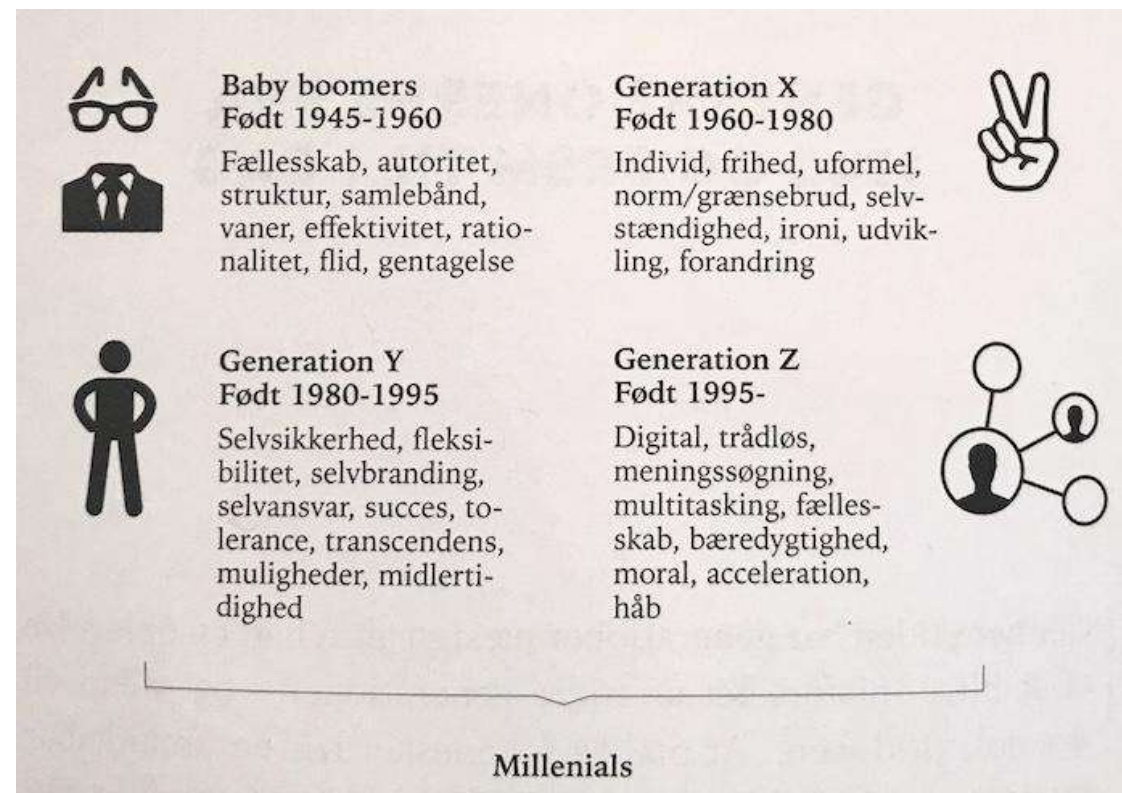 Baby boomers
Født 1945-1960
Fællesskab, autoritet,
struktur, samlebånd,
vaner, effektivitet, ratio-
nalitet, flid, gentagelse
Generation X
Født 1960-1980
Individ, frihed, uformel,
norm/grænsebrud, selv-
stændighed, ironi, udvik-
ling, forandring
Generation Y
Født 1980-1995
Selvsikkerhed, fleksi-
bilitet, selvbranding,
selvansvar, succes, to-
lerance, transcendens,
muligheder, midlerti-
dighed
Generation Z
Født 1995-
Digital, trådløs,
meningssøgning,
multitasking, fælles-
skab, bæredygtighed,
moral, acceleration,
håb
Millenials